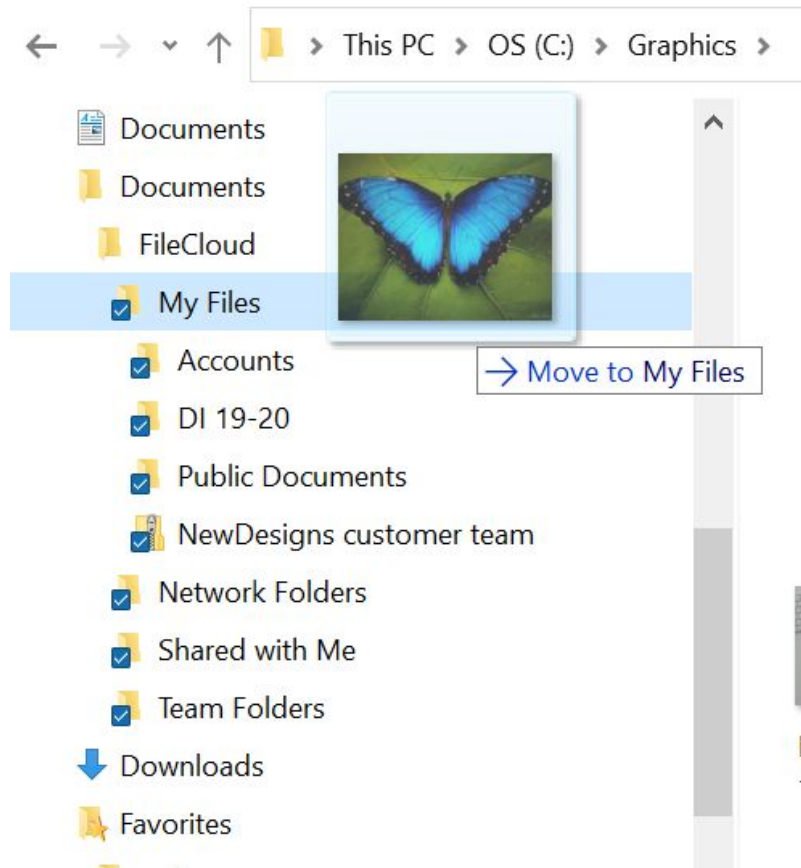 This PC > OS (C:) > Graphics >
Documents
Documents
FileCloud
My Files
Accounts
→ Move to My Files
DI 19-20
Public Documents
NewDesigns customer team
Network Folders
Shared with Me
Team Folders
Downloads
Favorites